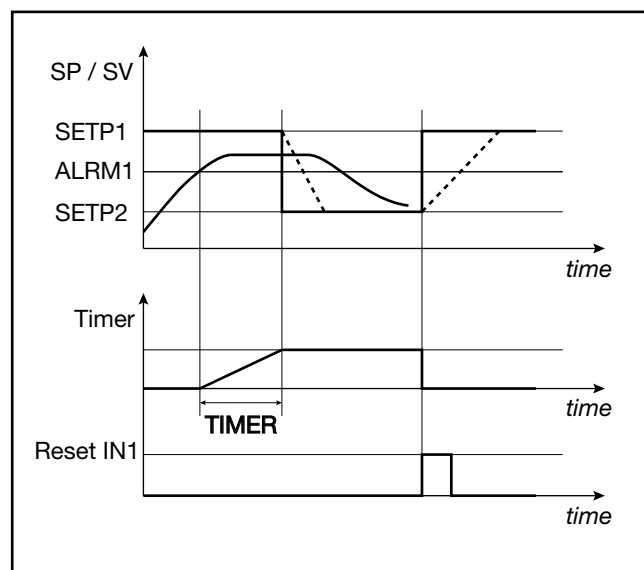 SP / SV
SETP1
ALRM1
SETP2
time
Timer
TIMER
time
Reset IN1
time